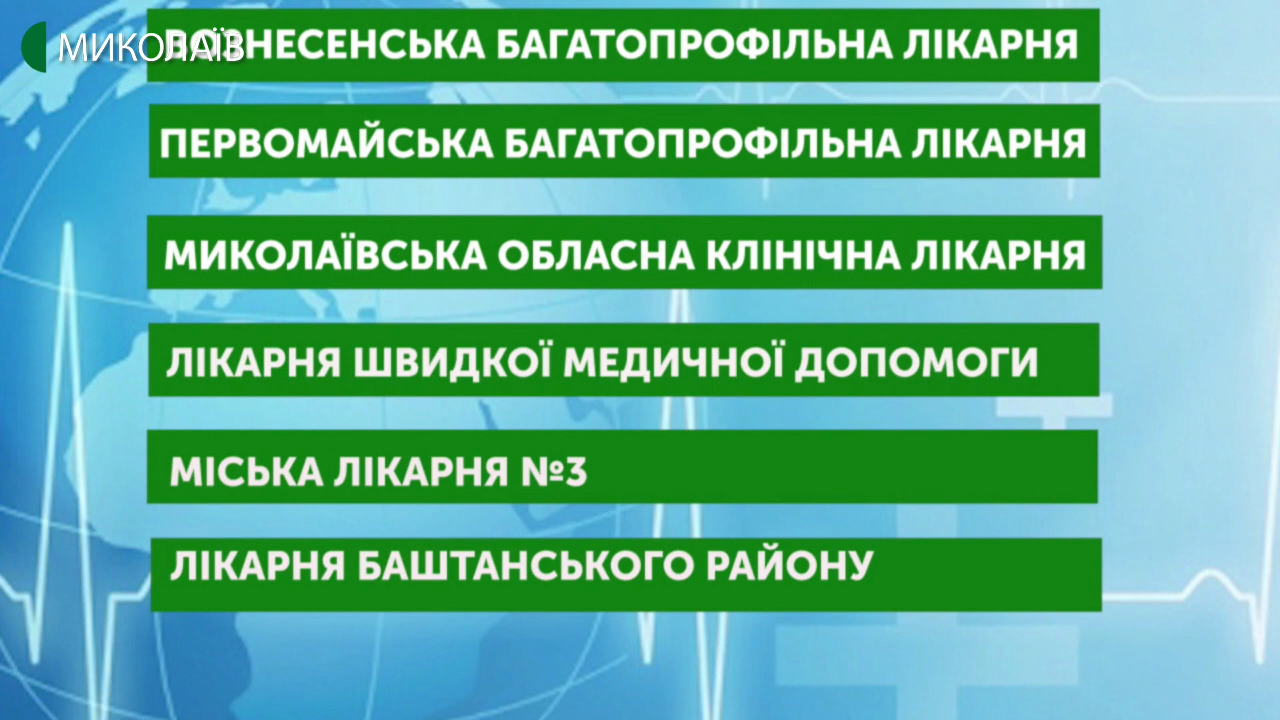 МИКОЛАЇВ
ВОЗНЕСЕНСЬКА БАГАТОПРОФІЛЬНА ЛІКАРНЯ
ПЕРВОМАЙСЬКА БАГАТОПРОФІЛЬНА ЛІКАРНЯ
МИКОЛАЇВСЬКА ОБЛАСНА КЛІНІЧНА ЛІКАРНЯ
ЛІКАРНЯ ШВИДКОЇ МЕДИЧНОЇ ДОПОМОГИ
МІСЬКА ЛІКАРНЯ №3
ЛІКАРНЯ БАШТАНСЬКОГО РАЙОНУ